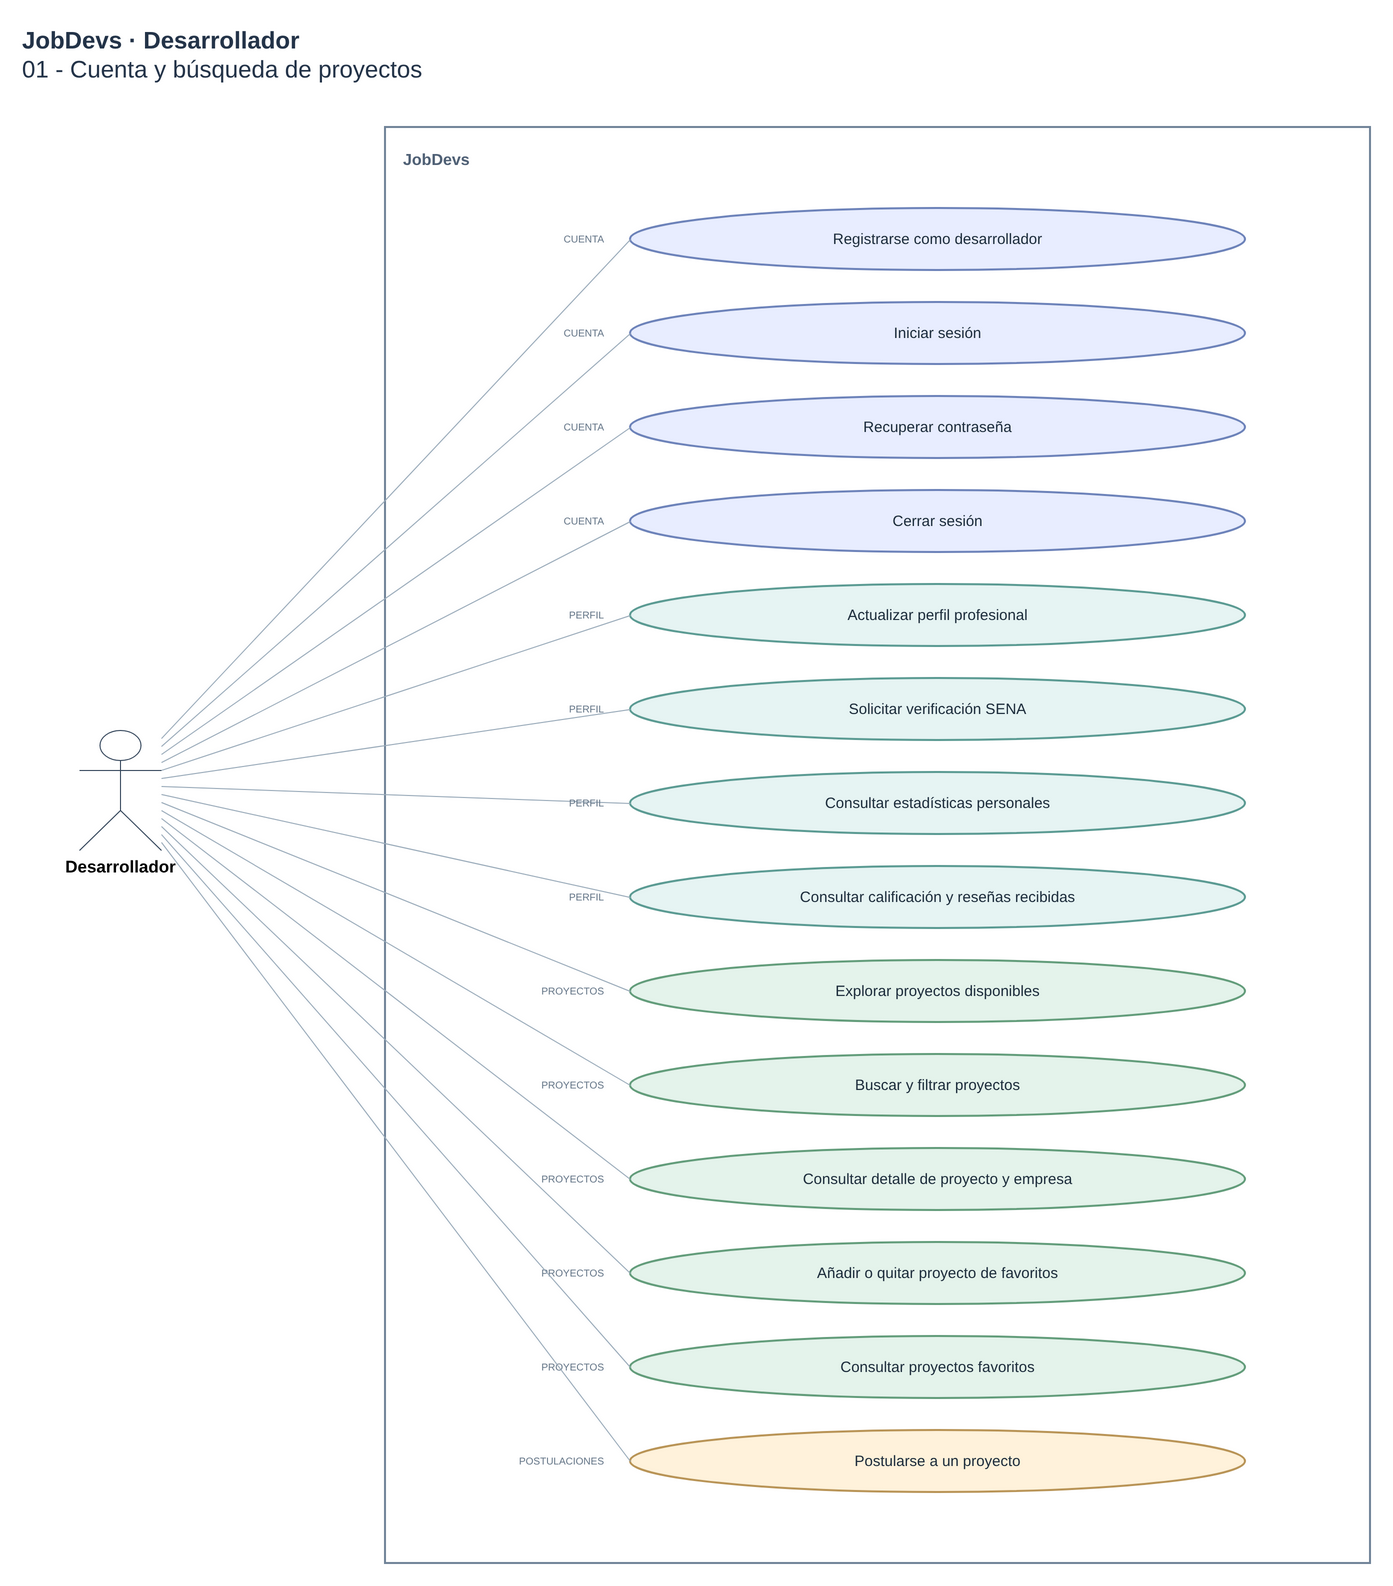 JobDevs · Desarrollador
01 - Cuenta y búsqueda de proyectos
JobDevs
CUENTA
Registrarse como desarrollador
CUENTA
Iniciar sesión
CUENTA
Recuperar contraseña
CUENTA
Cerrar sesión
PERFIL
Actualizar perfil profesional
PERFIL
Solicitar verificación SENA
PERFIL
Consultar estadísticas personales
Desarrollador
PERFIL
Consultar calificación y reseñas recibidas
PROYECTOS
Explorar proyectos disponibles
PROYECTOS
Buscar y filtrar proyectos
PROYECTOS
Consultar detalle de proyecto y empresa
PROYECTOS
Añadir o quitar proyecto de favoritos
PROYECTOS
Consultar proyectos favoritos
POSTULACIONES
Postularse a un proyecto